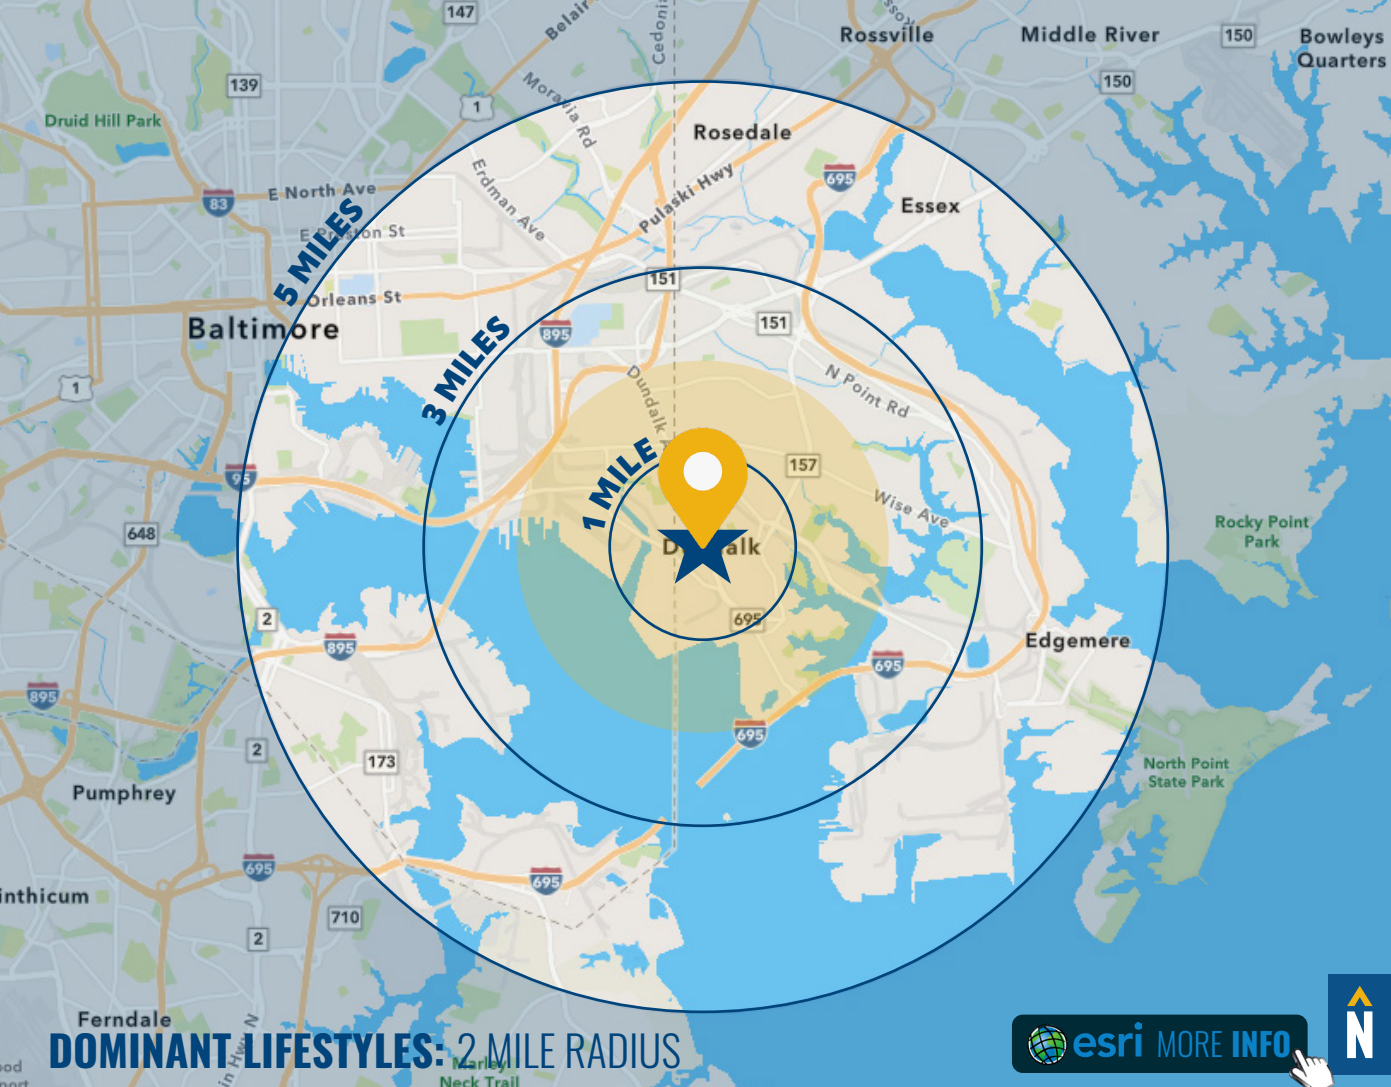 147
Belair
Cedonia
Rossville
Middle River
150
Bowleys
Quarters
139
1
Moravia Rd
150
Druid Hill Park
Rosedale
Erdman Ave
Pulaski Hwy
695
83
E North Ave
Essex
E Preston St
5 MILES
Orleans St
151
Baltimore
895
151
3 MILES
1
Dundalk A
N Point Rd
1 MILE
157
95
Wise Ave
648
Rocky Point
Park
Dundalk
2
695
895
Edgemere
695
895
695
2
173
North Point
State Park
Pumphrey
695
695
inthicum
710
2
Ferndale
in Hwy N
DOMINANT LIFESTYLES: 2 MILE RADIUS
Marley
Neck Trail
esri MORE INFO
N